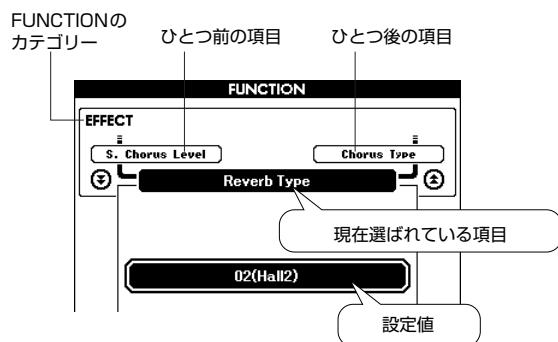 FUNCTIONの
カテゴリー
ひとつ前の項目
ひとつ後の項目
FUNCTION
EFFECT
S. Chorus Level
Chorus Type
Reverb Type
現在選ばれている項目
02(Hall2)
設定値